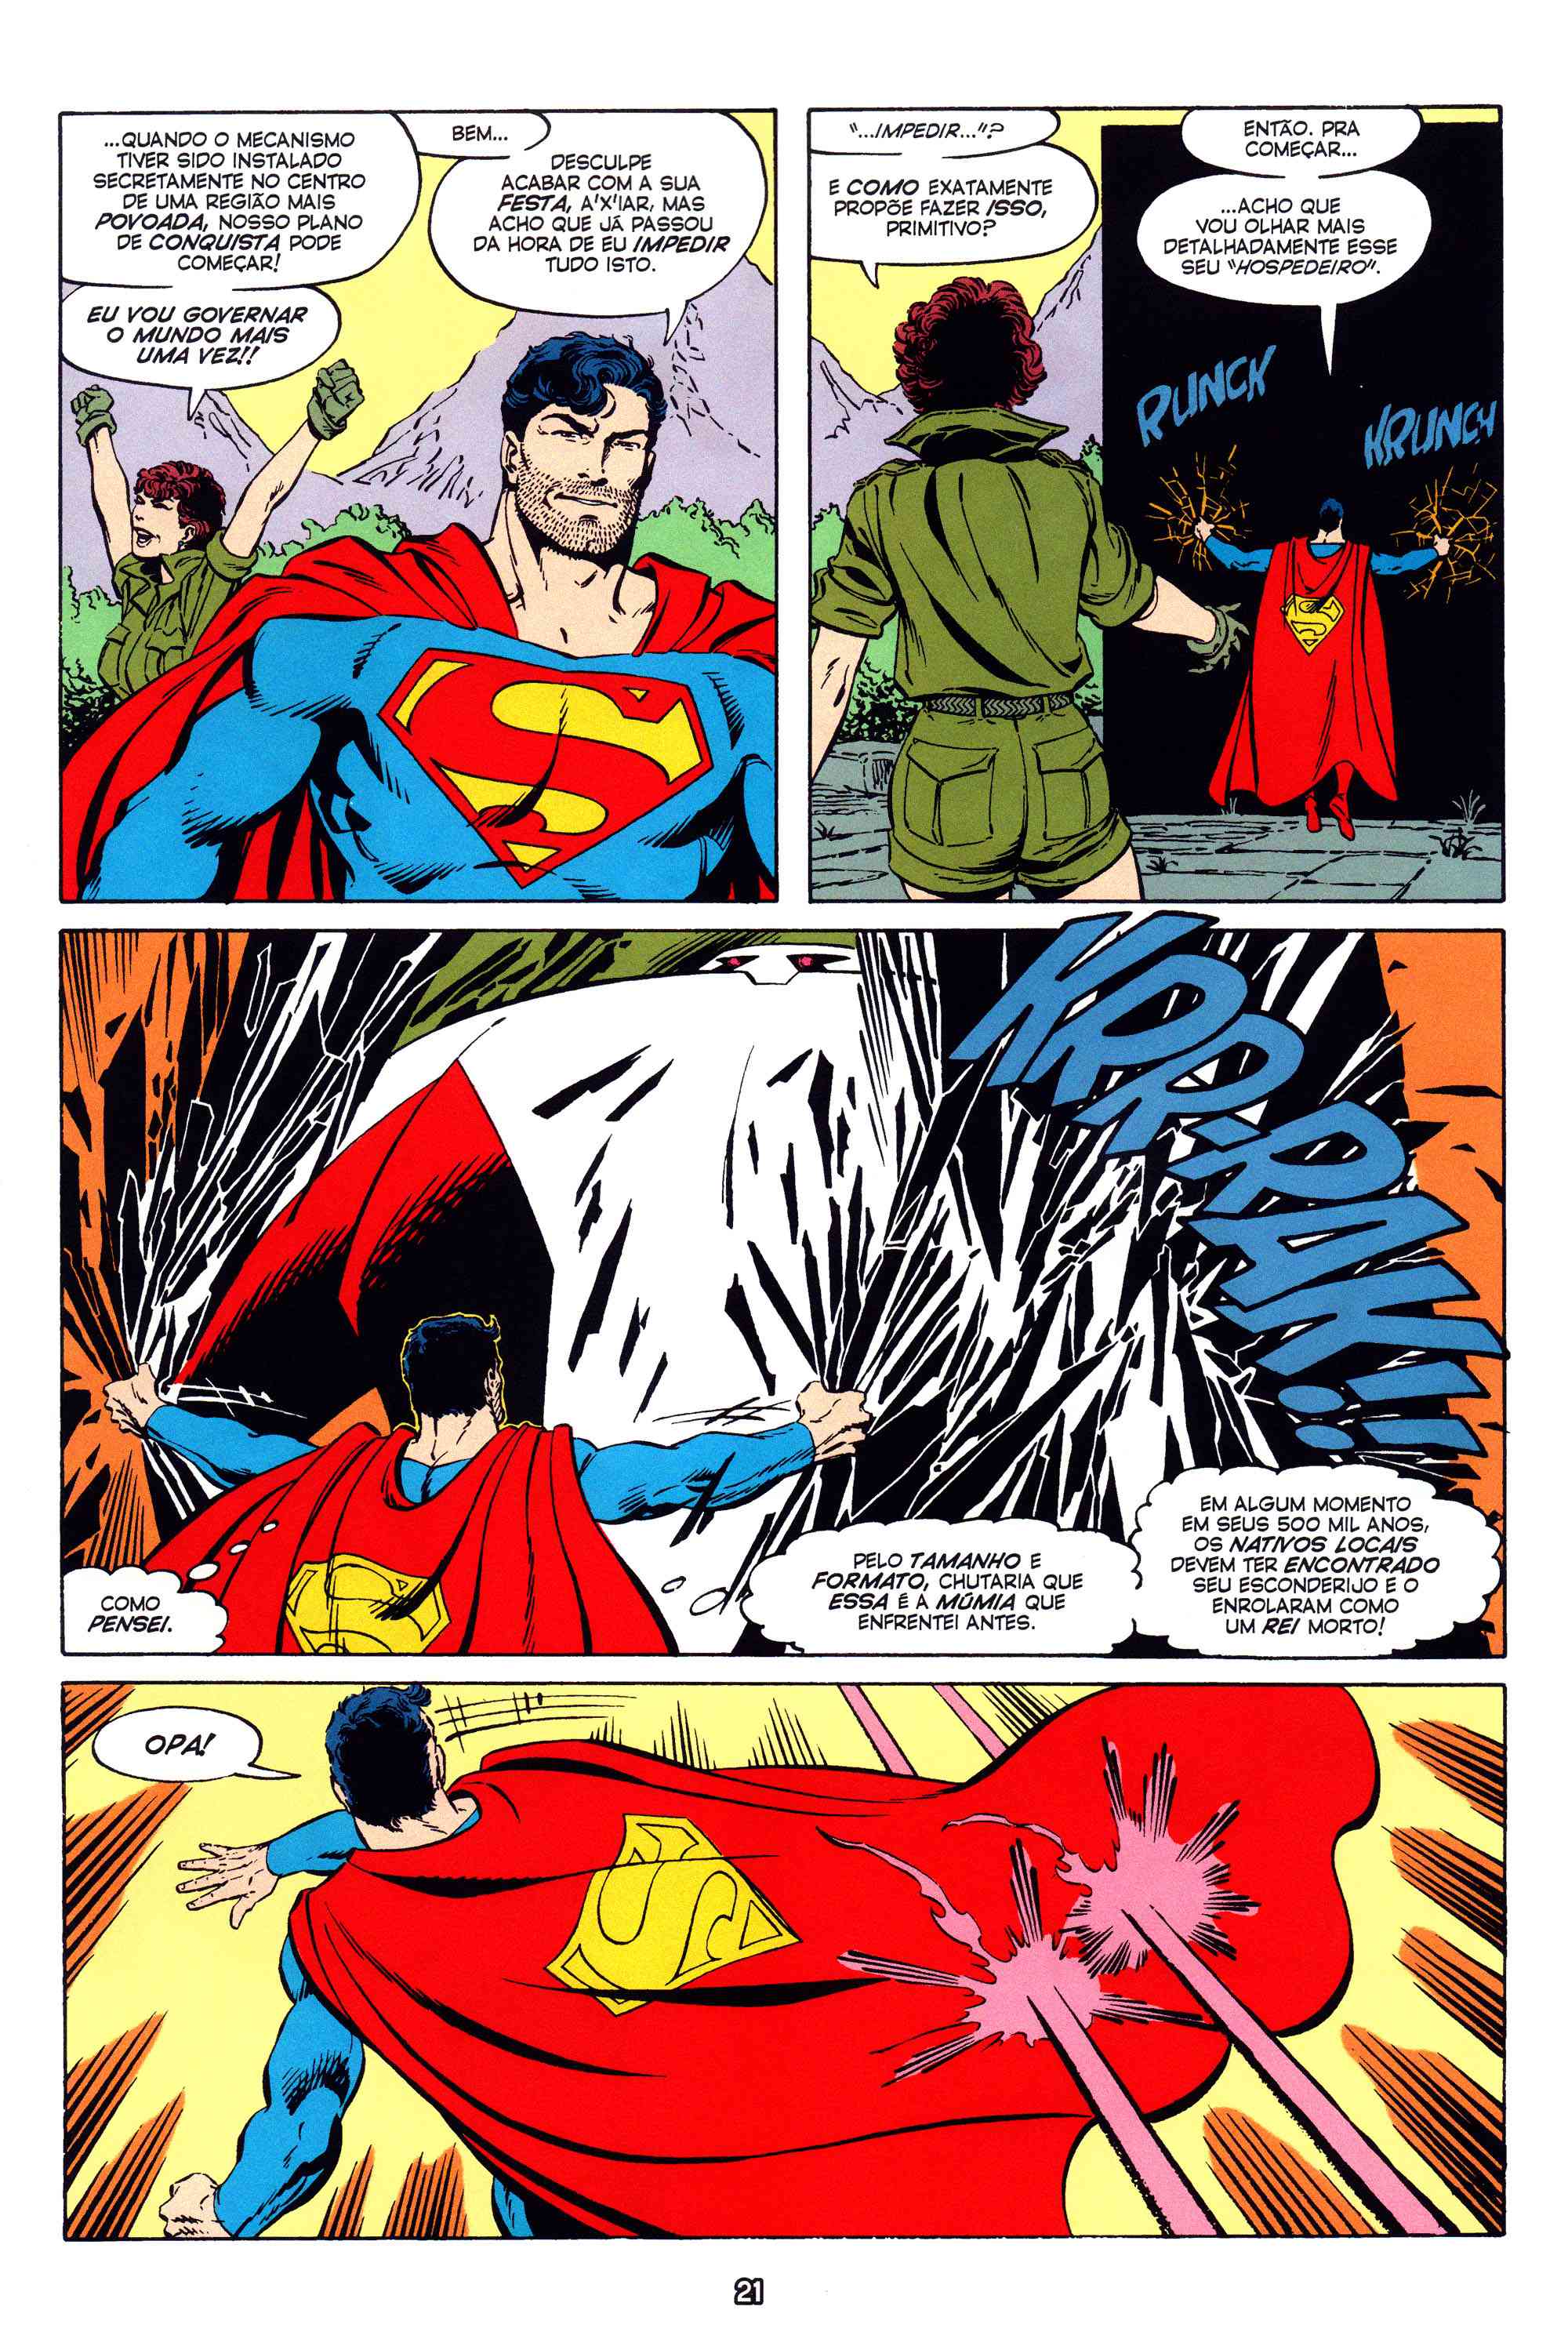 ...QUANDO O MECANISMO
TIVER SIDO INSTALADO
SECRETAMENTE NO CENTRO
DE UMA REGIÃO MAIS
POVOADA, NOSSO PLANO
DE CONQUISTA PODE
COMEÇAR!
EU VOU GOVERNAR
O MUNDO MAIS
UMA VEZ!!
BEM...
DESCULPE
ACABAR COM A SUA
FESTA, A'X'IAR, MAS
ACHO QUE JÁ PASSOU
DA HORA DE EU IMPEDIR
TUDO ISTO.
"...IMPEDIR..."?
E COMO EXATAMENTE
PROPÕE FAZER ISSO,
PRIMITIVO?
ENTÃO. PRA
COMEÇAR...
...ACHO QUE
VOU OLHAR MAIS
DETALHADAMENTE ESSE
SEU "HOSPEDEIRO".
RUNCK
KRUNCH
KRRR-RAK!!
COMO
PENSEI.
PELO TAMANHO E
FORMATO, CHUTARIA QUE
ESSA É A MÚMIA QUE
ENFRENTEI ANTES.
EM ALGUM MOMENTO
EM SEUS 500 MIL ANOS,
OS NATIVOS LOCAIS
DEVEM TER ENCONTRADO
SEU ESCONDERIJO E O
ENROLARAM COMO
UM REI MORTO!
OPA!
21